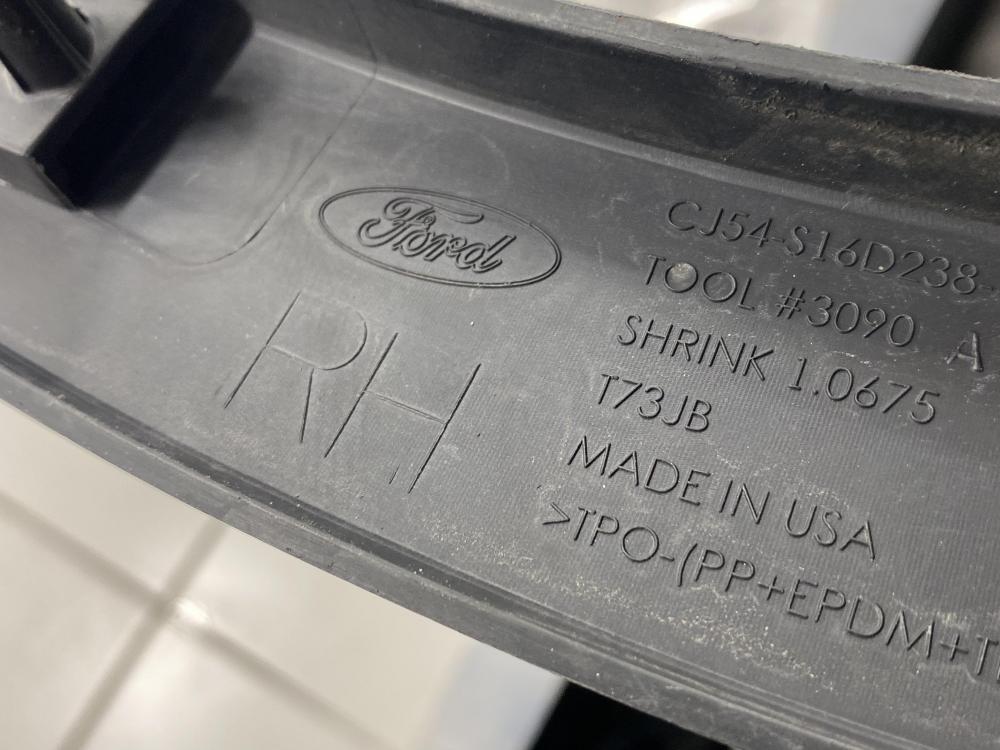 Ford
RH
CJ54-S16D238-
TOOL #3090 A
SHRINK 1.0675
T73JB
MADE IN USA
>TPO-(PP+EPDM+T